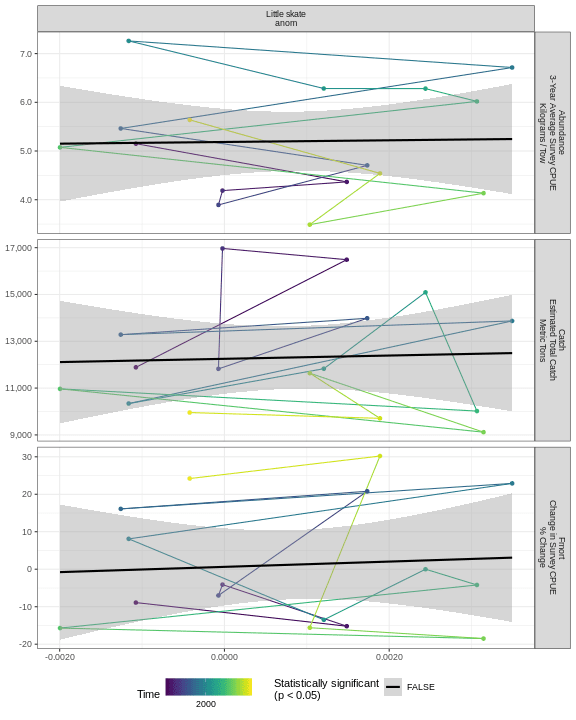 Little skate
anom
7.0
6.0
5.0
4.0
Abundance
3-Year Average Survey CPUE
Kilograms / Tow
17,000
15,000
13,000
11,000
9,000
Catch
Estimated Total Catch
Metric Tons
30
20
10
0
-10
-20
Fmort
Change in Survey CPUE
% Change
-0.0020 0.0000 0.0020
Time
2000
Statistically significant
(p < 0.05)
FALSE